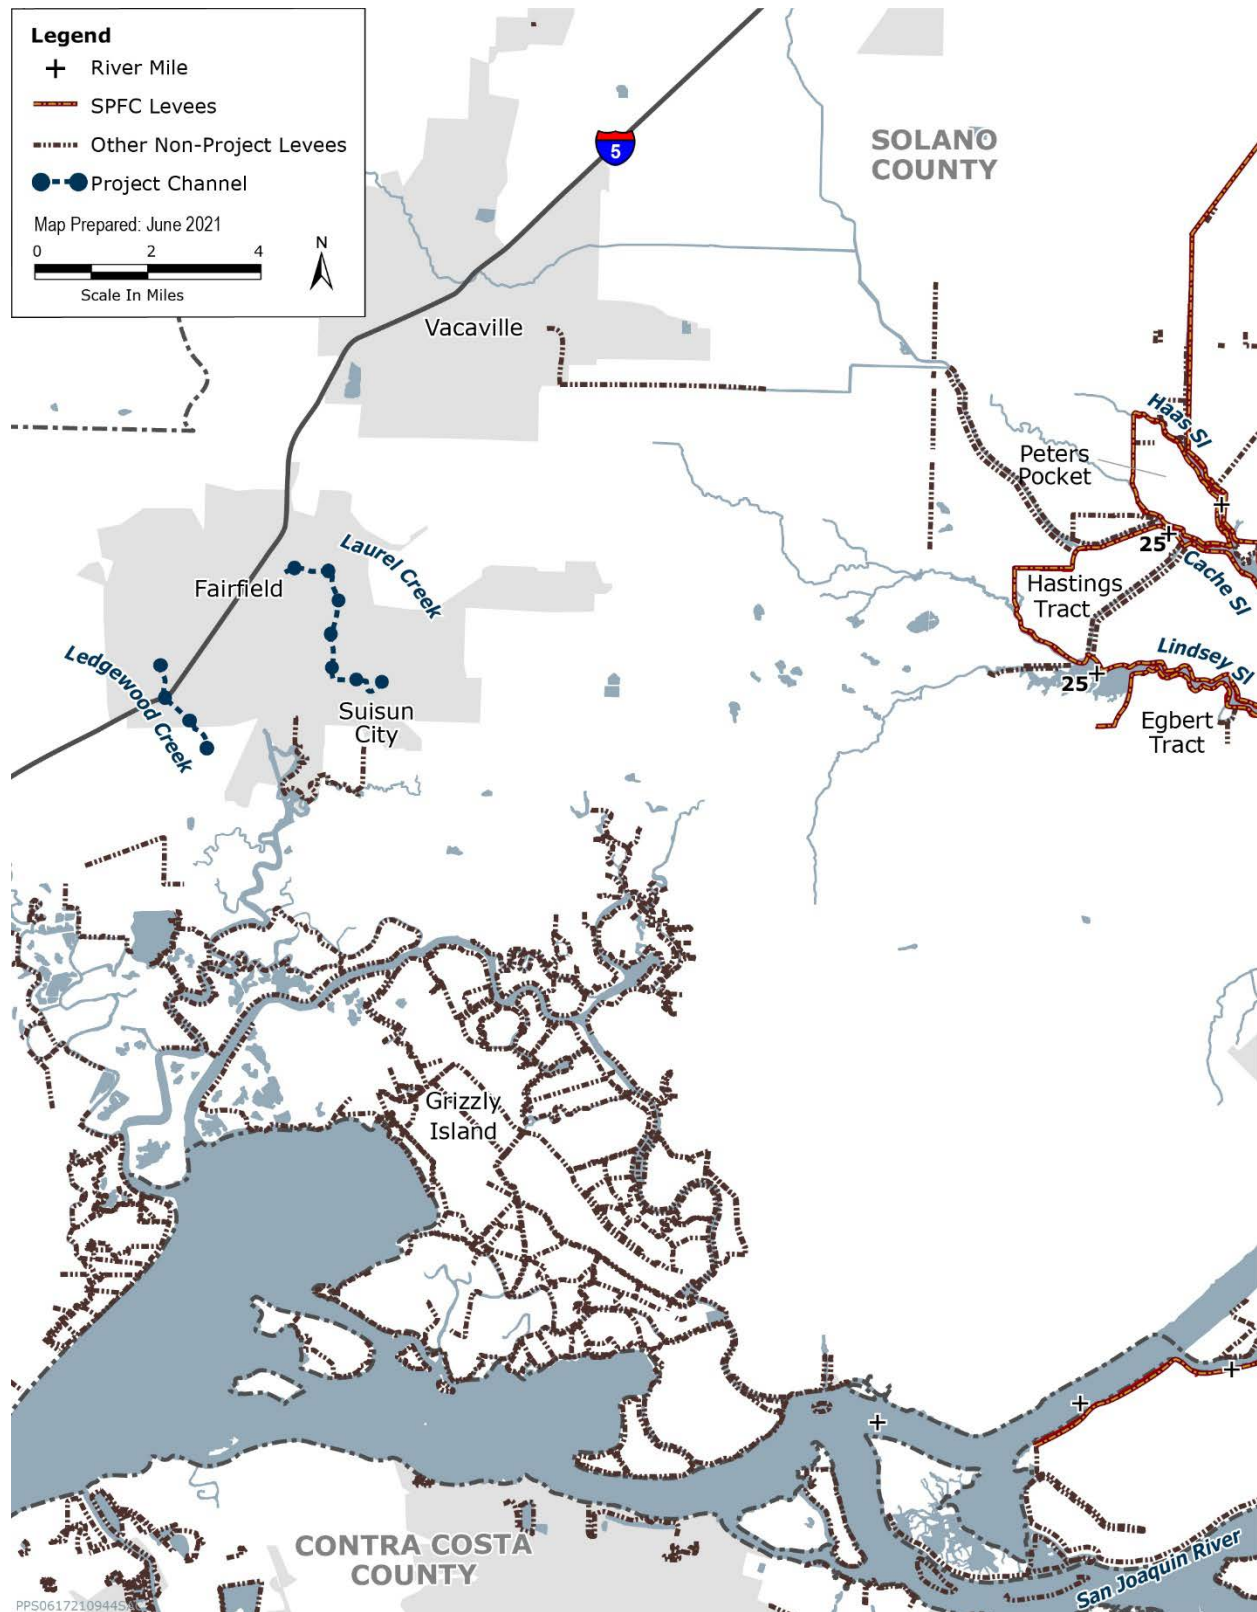 Legend
River Mile
SPFC Levees
Other Non-Project Levees
Project Channel
Map Prepared: June 2021
0 2 4
Scale In Miles
N
5
SOLANO
COUNTY
Vacaville
Haas Sl
Peters
Pocket
25
Cache Sl
Hastings
Tract
Lindsey Sl
25
Egbert
Tract
Laurel Creek
Fairfield
Ledgewood Creek
Suisun
City
Grizzly
Island
CONTRA COSTA
COUNTY
San Joaquin River